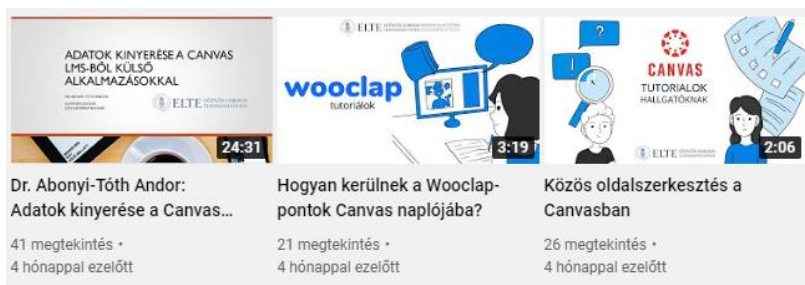 ADATOK KINYERÉSE A CANVAS
LMS-BŐL KÜLSŐ
ALKALMAZÁSOKKAL
ELTE
24:31
Dr. Abonyi-Tóth Andor:
Adatok kinyerése a Canvas...
41 megtekintés •
4 hónappal ezelőtt
ELTE
wooclap
tutoriálok
3:19
Hogyan kerülnek a Wooclap-
pontok Canvas naplójába?
21 megtekintés •
4 hónappal ezelőtt
CANVAS
TUTORIALOK
HALLGATÓKNAK
ELTE
2:06
Közös oldalszerkesztés a
Canvasban
26 megtekintés •
4 hónappal ezelőtt